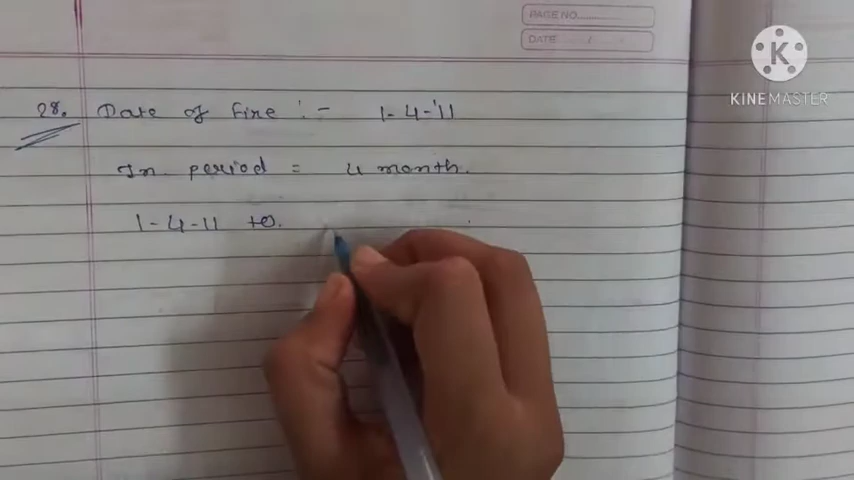 PAGE NO.
DATE / /
KINEMASTER
28. Date of fire :- 1-4-'11
In period = 4 month.
1-4-11 to.